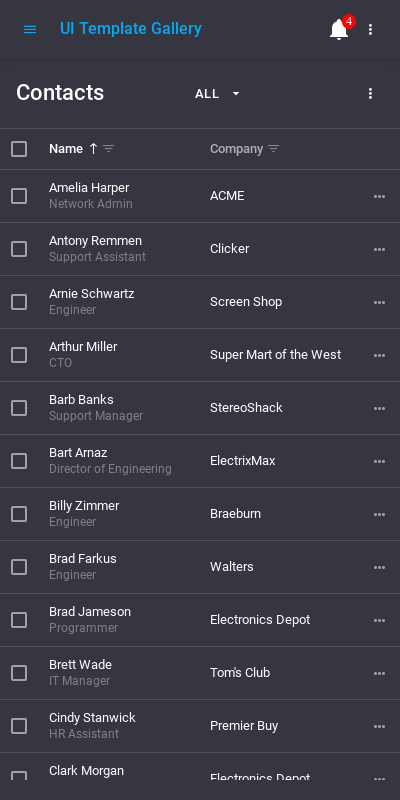 UI Template Gallery
4
Contacts
ALL
Name
Company
Amelia Harper
Network Admin
ACME
Antony Remmen
Support Assistant
Clicker
Arnie Schwartz
Engineer
Screen Shop
Arthur Miller
CTO
Super Mart of the West
Barb Banks
Support Manager
StereoShack
Bart Arnaz
Director of Engineering
ElectrixMax
Billy Zimmer
Engineer
Braeburn
Brad Farkus
Engineer
Walters
Brad Jameson
Programmer
Electronics Depot
Brett Wade
IT Manager
Tom's Club
Cindy Stanwick
HR Assistant
Premier Buy
Clark Morgan
Electronics Depot